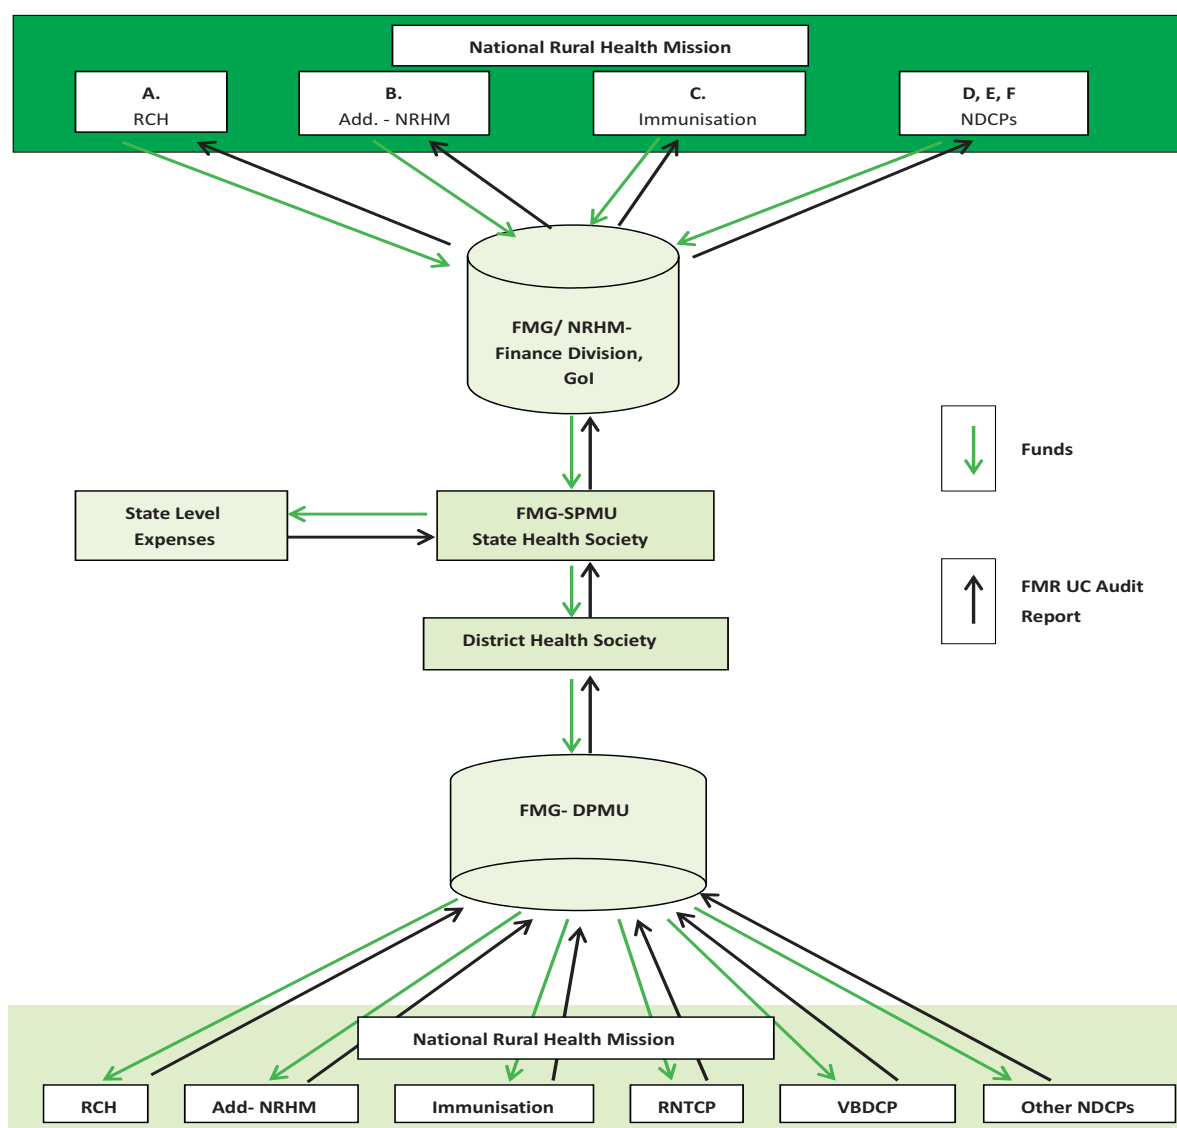 National Rural Health Mission
A.
RCH
B.
Add. - NRHM
C.
Immunisation
D, E, F
NDCPs
FMG/ NRHM-
Finance Division,
GoI
Funds
State Level
Expenses
FMG-SPMU
State Health Society
FMR UC Audit
Report
District Health Society
FMG- DPMU
National Rural Health Mission
RCH
Add- NRHM
Immunisation
RNTCP
VBDCP
Other NDCPs